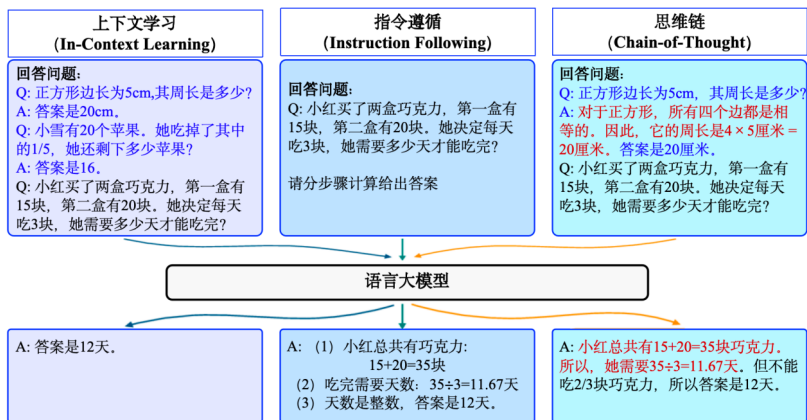 上下文学习
（In-Context Learning）
回答问题：
Q: 正方形边长为5cm,其周长是多少?
A: 答案是20cm。
Q: 小雪有20个苹果。她吃掉了其中
的1/5，她还剩下多少苹果?
A: 答案是16。
Q: 小红买了两盒巧克力，第一盒有
15块，第二盒有20块。她决定每天
吃3块，她需要多少天才能吃完?
指令遵循
（Instruction Following）
回答问题：
Q: 小红买了两盒巧克力，第一盒有
15块，第二盒有20块。她决定每天
吃3块，她需要多少天才能吃完?
请分步骤计算给出答案
思维链
（Chain-of-Thought）
回答问题：
Q: 正方形边长为5cm，其周长是多少?
A: 对于正方形，所有四个边都是相
等的。因此，它的周长是4 × 5厘米 =
20厘米。答案是20厘米。
Q: 小红买了两盒巧克力，第一盒有
15块，第二盒有20块。她决定每天
吃3块，她需要多少天才能吃完?
语言大模型
A: 答案是12天。
A: （1）小红总共有巧克力:
15+20=35块
（2）吃完需要天数：35÷3=11.67天
（3）天数是整数，答案是12天。
A: 小红总共有15+20=35块巧克力。
所以，她需要35÷3=11.67天。但不能
吃2/3块巧克力，所以答案是12天。